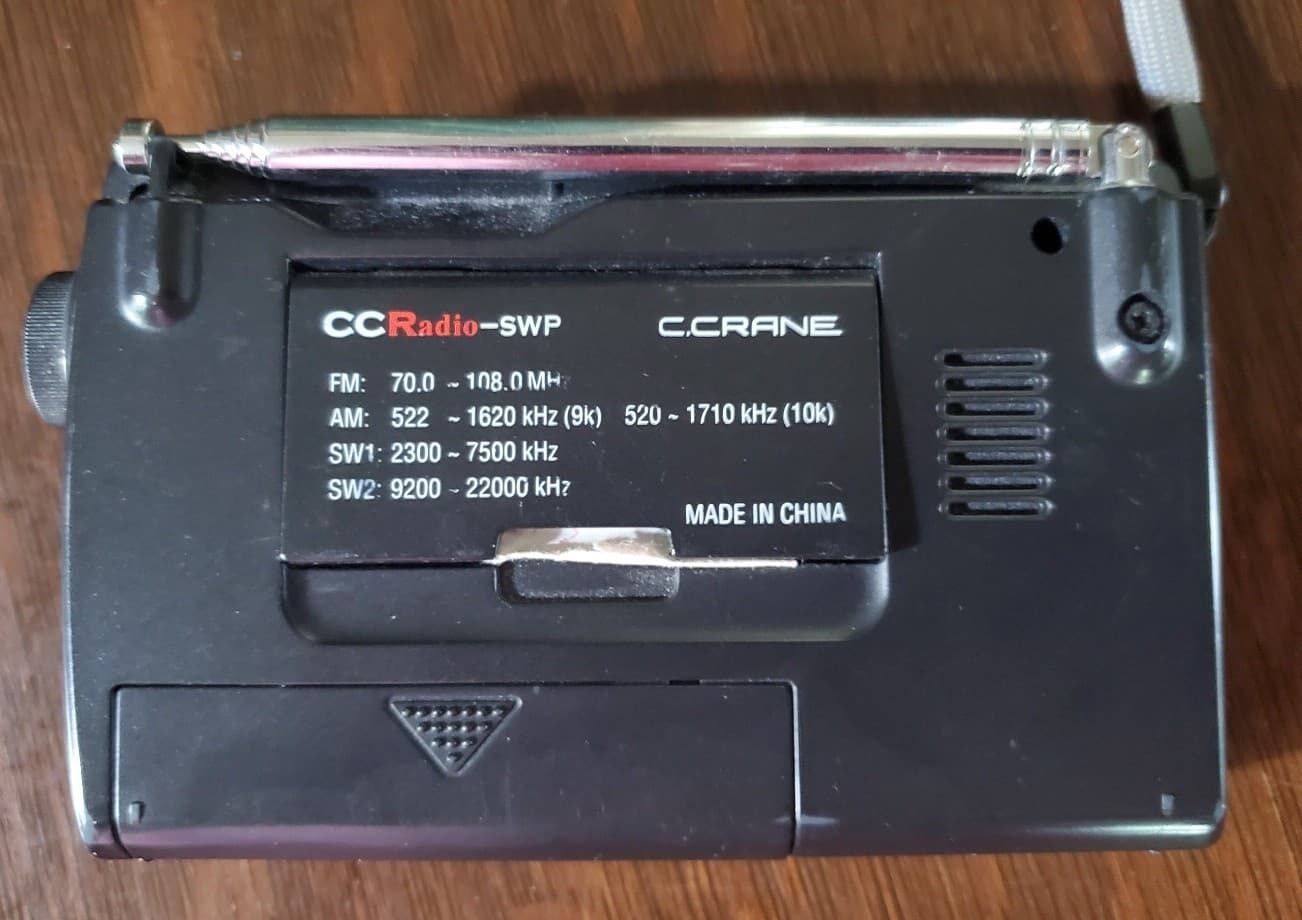 CCRadio-SWP C.CRANE
FM: 70.0 ~ 108.0 MHz
AM: 522 ~ 1620 kHz (9k) 520 ~ 1710 kHz (10k)
SW1: 2300 ~ 7500 kHz
SW2: 9200 ~ 22000 kHz
MADE IN CHINA